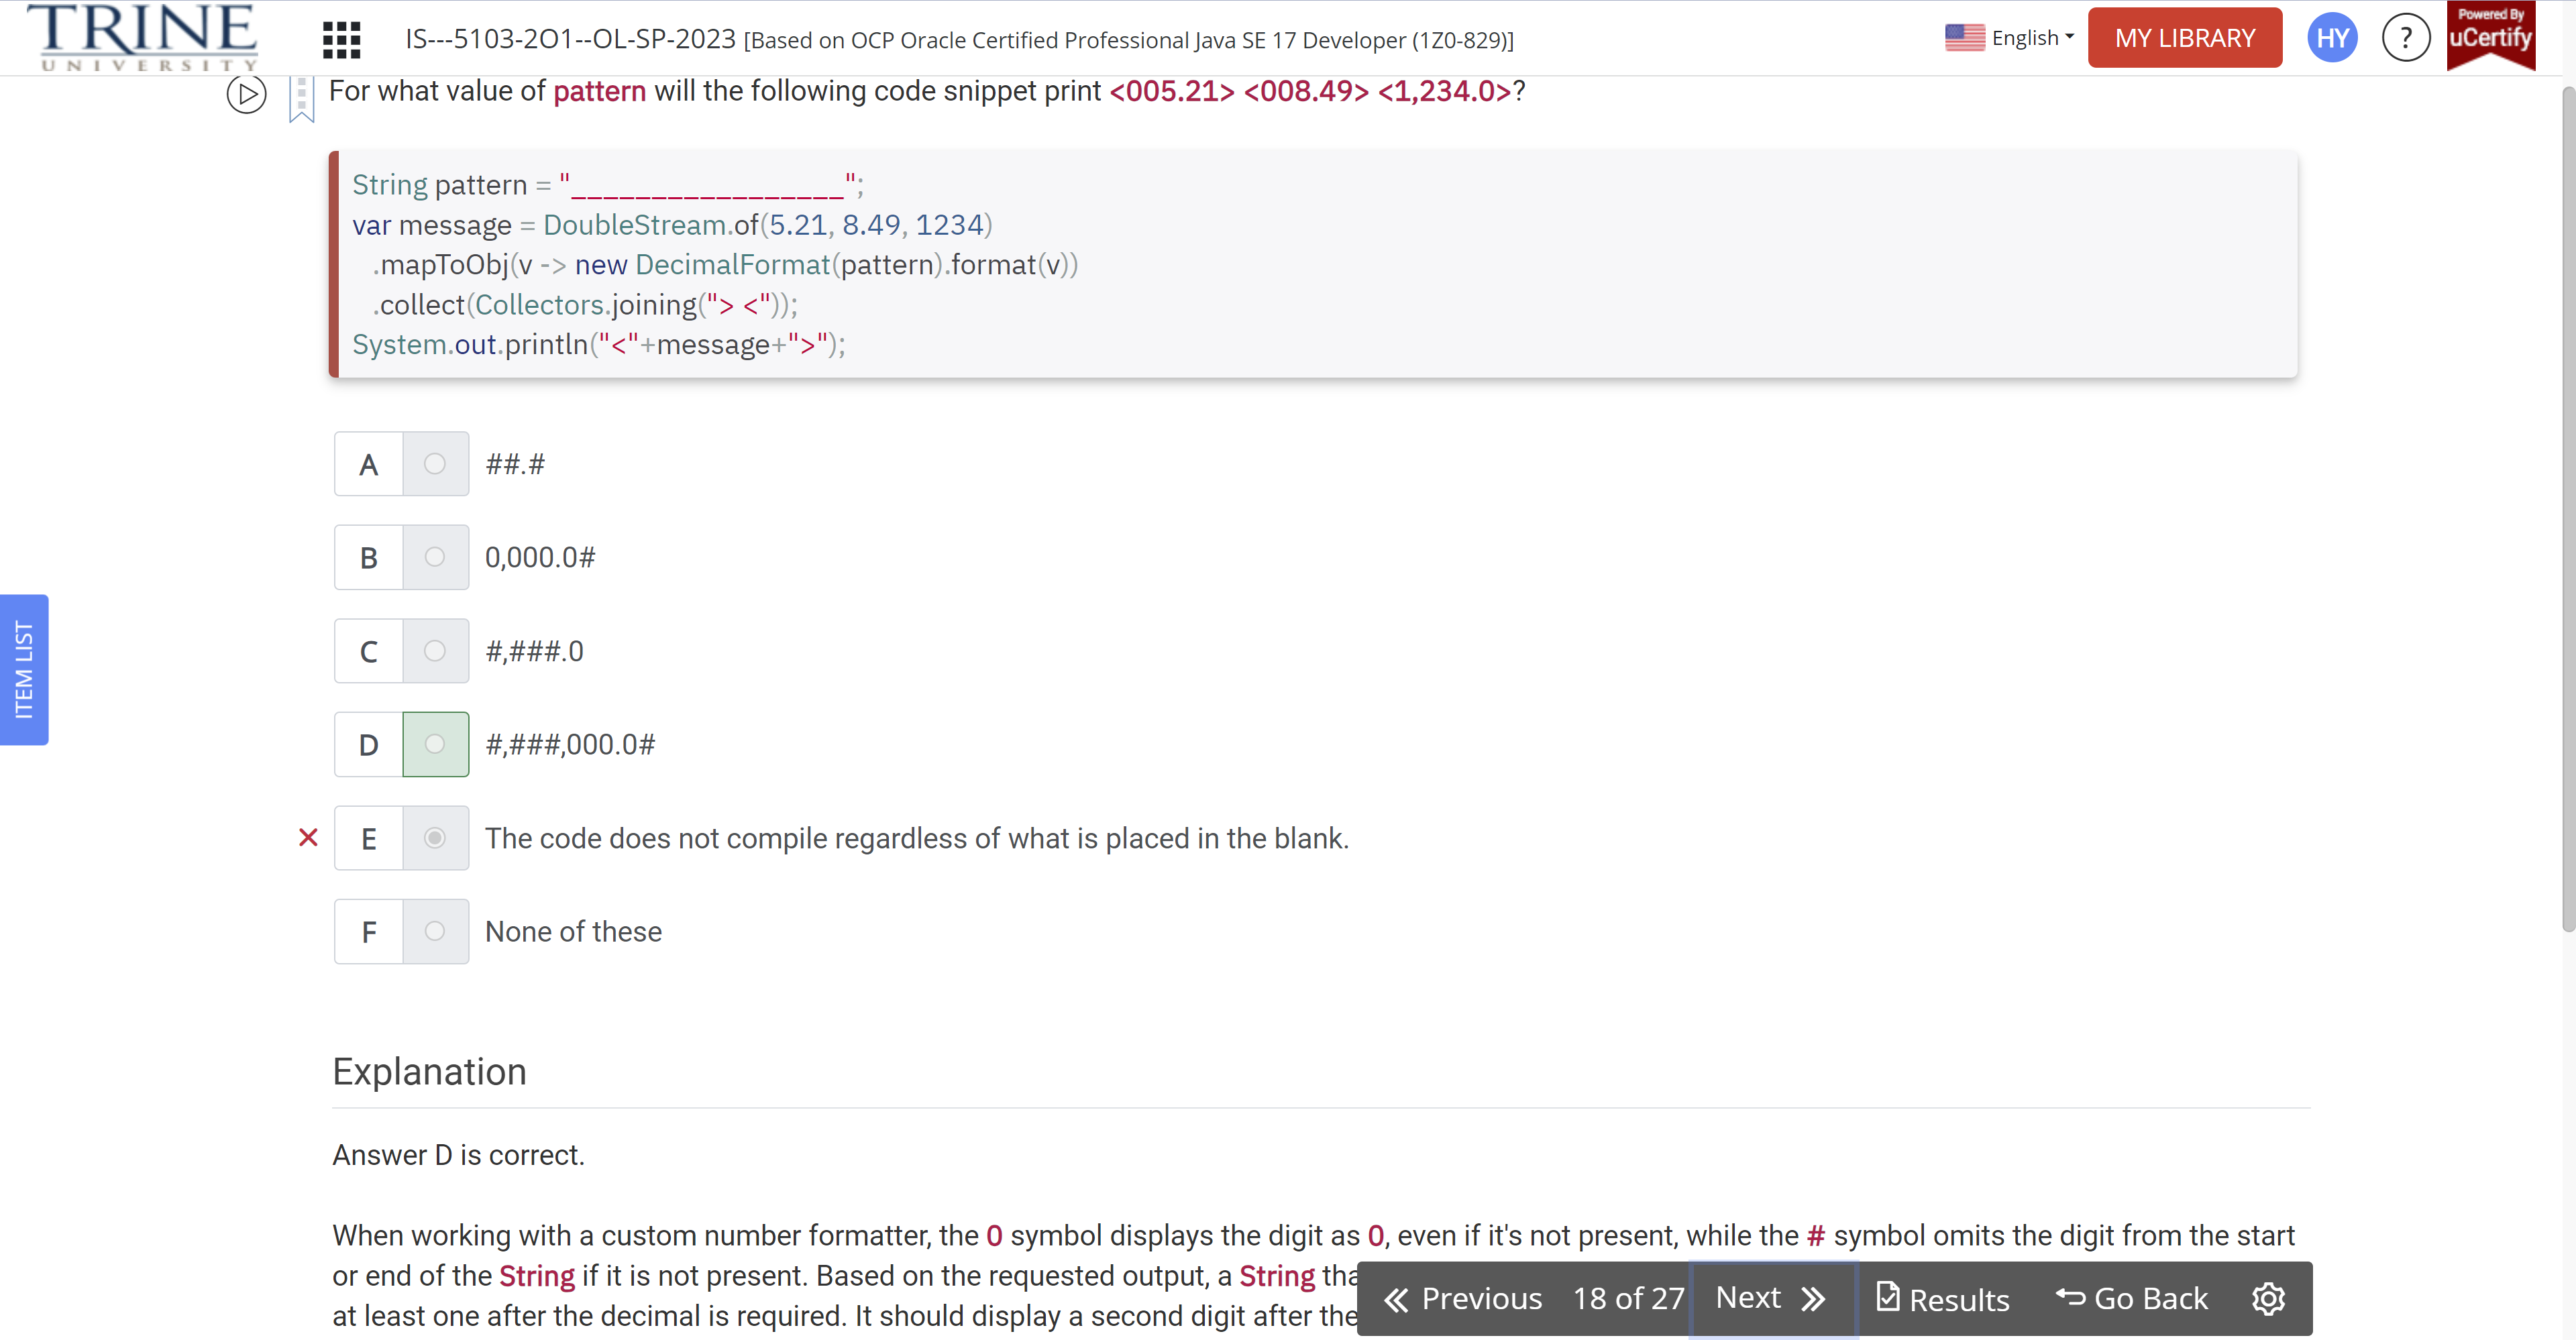 TRINE
UNIVERSITY
IS---5103-2O1--OL-SP-2023 [Based on OCP Oracle Certified Professional Java SE 17 Developer (1Z0-829)]
English
MY LIBRARY
HY
?
Powered By
uCertify
For what value of pattern will the following code snippet print <005.21> <008.49> <1,234.0>?
String pattern = "_________________";
var message = DoubleStream.of(5.21, 8.49, 1234)
.mapToObj(v -> new DecimalFormat(pattern).format(v))
.collect(Collectors.joining("> <"));
System.out.println("<"+message+">");
A ##.#
B 0,000.0#
C #,###.0
D #,###,000.0#
E The code does not compile regardless of what is placed in the blank.
F None of these
ITEM LIST
Explanation
Answer D is correct.
When working with a custom number formatter, the 0 symbol displays the digit as 0, even if it's not present, while the # symbol omits the digit from the start
or end of the String if it is not present. Based on the requested output, a String tha
at least one after the decimal is required. It should display a second digit after the
Previous 18 of 27 Next Results Go Back